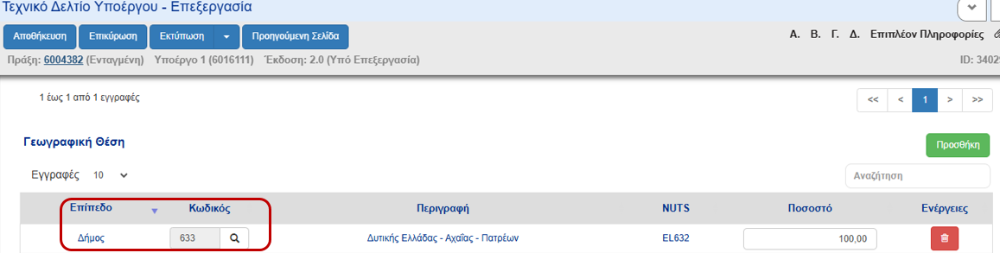 Τεχνικό Δελτίο Υποέργου - Επεξεργασία
Αποθήκευση Επικύρωση Εκτύπωση Προηγούμενη Σελίδα Α. Β. Γ. Δ. Επιπλέον Πληροφορίες
Πράξη: 6004382 (Ενταγμένη) Υποέργο 1 (6016111) Έκδοση: 2.0 (Υπό Επεξεργασία) ID: 3402
1 έως 1 από 1 εγγραφές << < 1 > >>
Γεωγραφική Θέση Προσθήκη
Εγγραφές 10 Αναζήτηση
Επίπεδο Κωδικός Περιγραφή NUTS Ποσοστό Ενέργειες
Δήμος 633 Δυτικής Ελλάδας - Αχαΐας - Πατρέων EL632 100,00